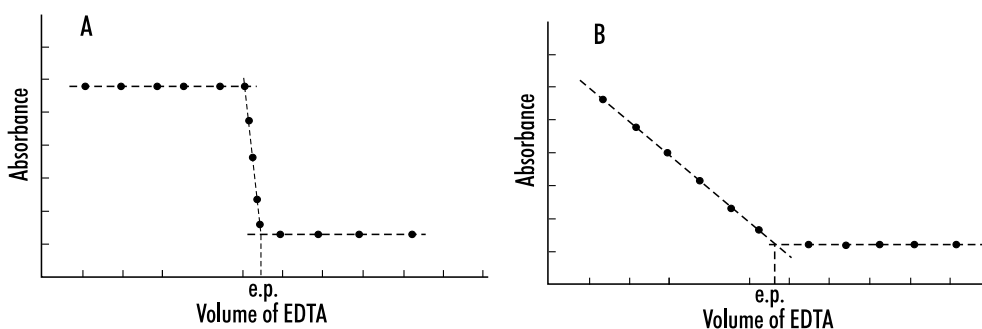 A
Absorbance
e.p.
Volume of EDTA
B
Absorbance
e.p.
Volume of EDTA